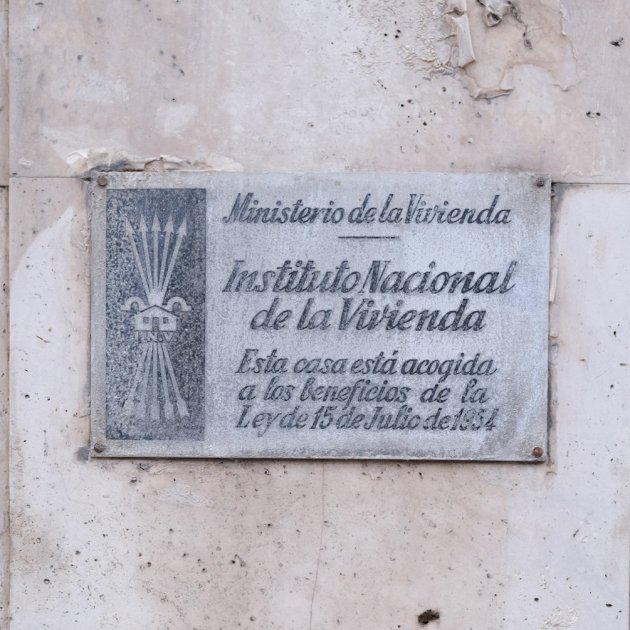 Ministerio de la Vivienda
Instituto Nacional
de la Vivienda
Esta casa está acogida
a los beneficios de la
Ley de 15 de Julio de 1954
I.N.V